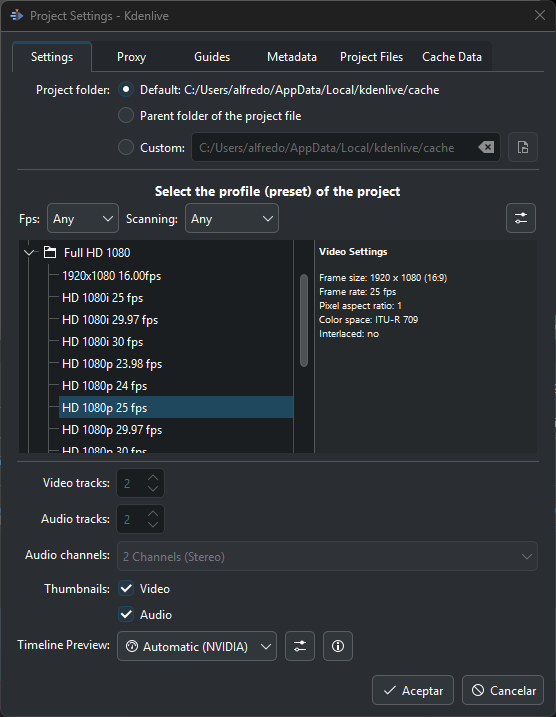 Project Settings - Kdenlive
Settings Proxy Guides Metadata Project Files Cache Data
Project folder: Default: C:/Users/alfredo/AppData/Local/kdenlive/cache
Parent folder of the project file
Custom: C:/Users/alfredo/AppData/Local/kdenlive/cache
Select the profile (preset) of the project
Fps: Any Scanning: Any
Full HD 1080
1920x1080 16.00fps
HD 1080i 25 fps
HD 1080i 29.97 fps
HD 1080i 30 fps
HD 1080p 23.98 fps
HD 1080p 24 fps
HD 1080p 25 fps
HD 1080p 29.97 fps
HD 1080p 30 fps
Video Settings
Frame size: 1920 x 1080 (16:9)
Frame rate: 25 fps
Pixel aspect ratio: 1
Color space: ITU-R 709
Interlaced: no
Video tracks: 2
Audio tracks: 2
Audio channels: 2 Channels (Stereo)
Thumbnails: Video
Audio
Timeline Preview: Automatic (NVIDIA)
Aceptar Cancelar